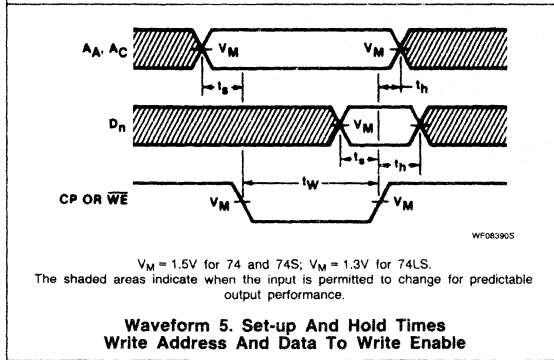 A_A, A_C
V_M
V_M
t_s
t_h
D_n
V_M
t_s
t_h
t_W
CP OR W̅E̅
V_M
V_M
WF08390S
V_M = 1.5V for 74 and 74S; V_M = 1.3V for 74LS.
The shaded areas indicate when the input is permitted to change for predictable
output performance.
Waveform 5. Set-up And Hold Times
Write Address And Data To Write Enable